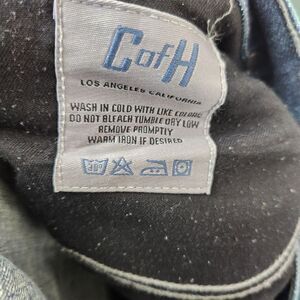 CofH
LOS ANGELES CALIFORNIA
WASH IN COLD WITH LIKE COLORS
DO NOT BLEACH TUMBLE DRY LOW
REMOVE PROMPTLY
WARM IRON IF DESIRED
30°